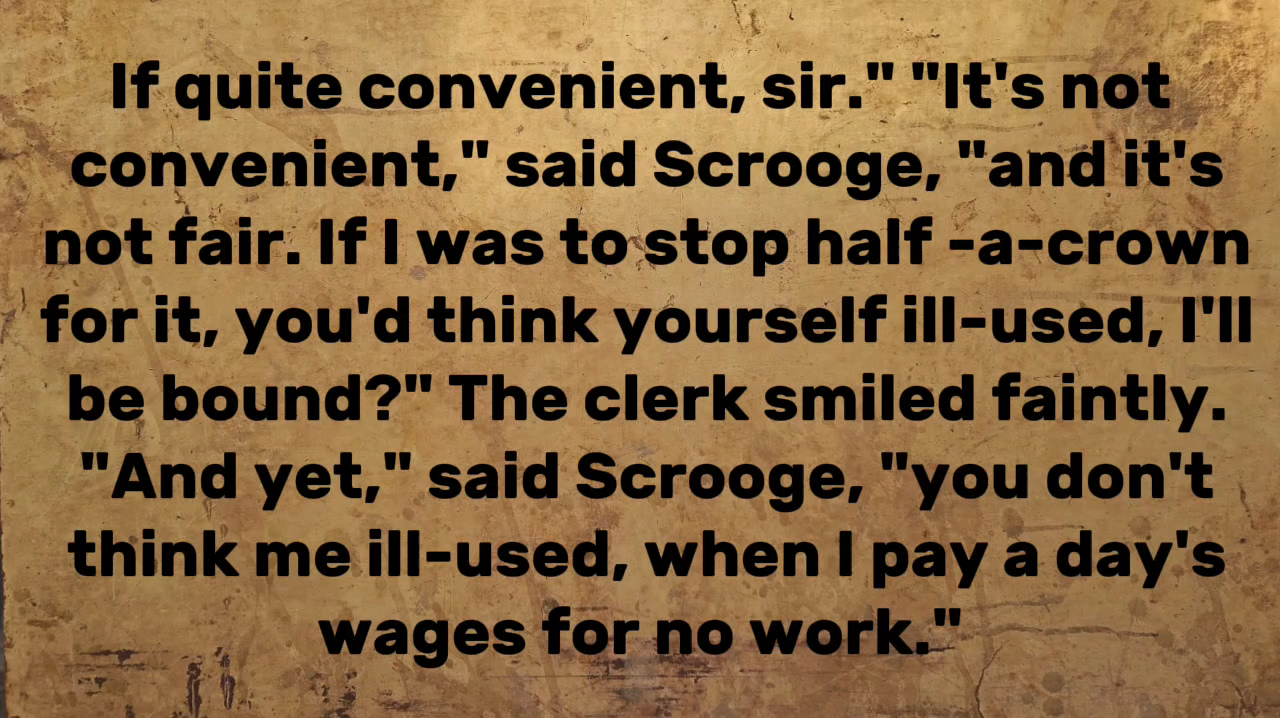 If quite convenient, sir." "It's not
convenient," said Scrooge, "and it's
not fair. If I was to stop half -a-crown
for it, you'd think yourself ill-used, I'll
be bound?" The clerk smiled faintly.
"And yet," said Scrooge, "you don't
think me ill-used, when I pay a day's
wages for no work."